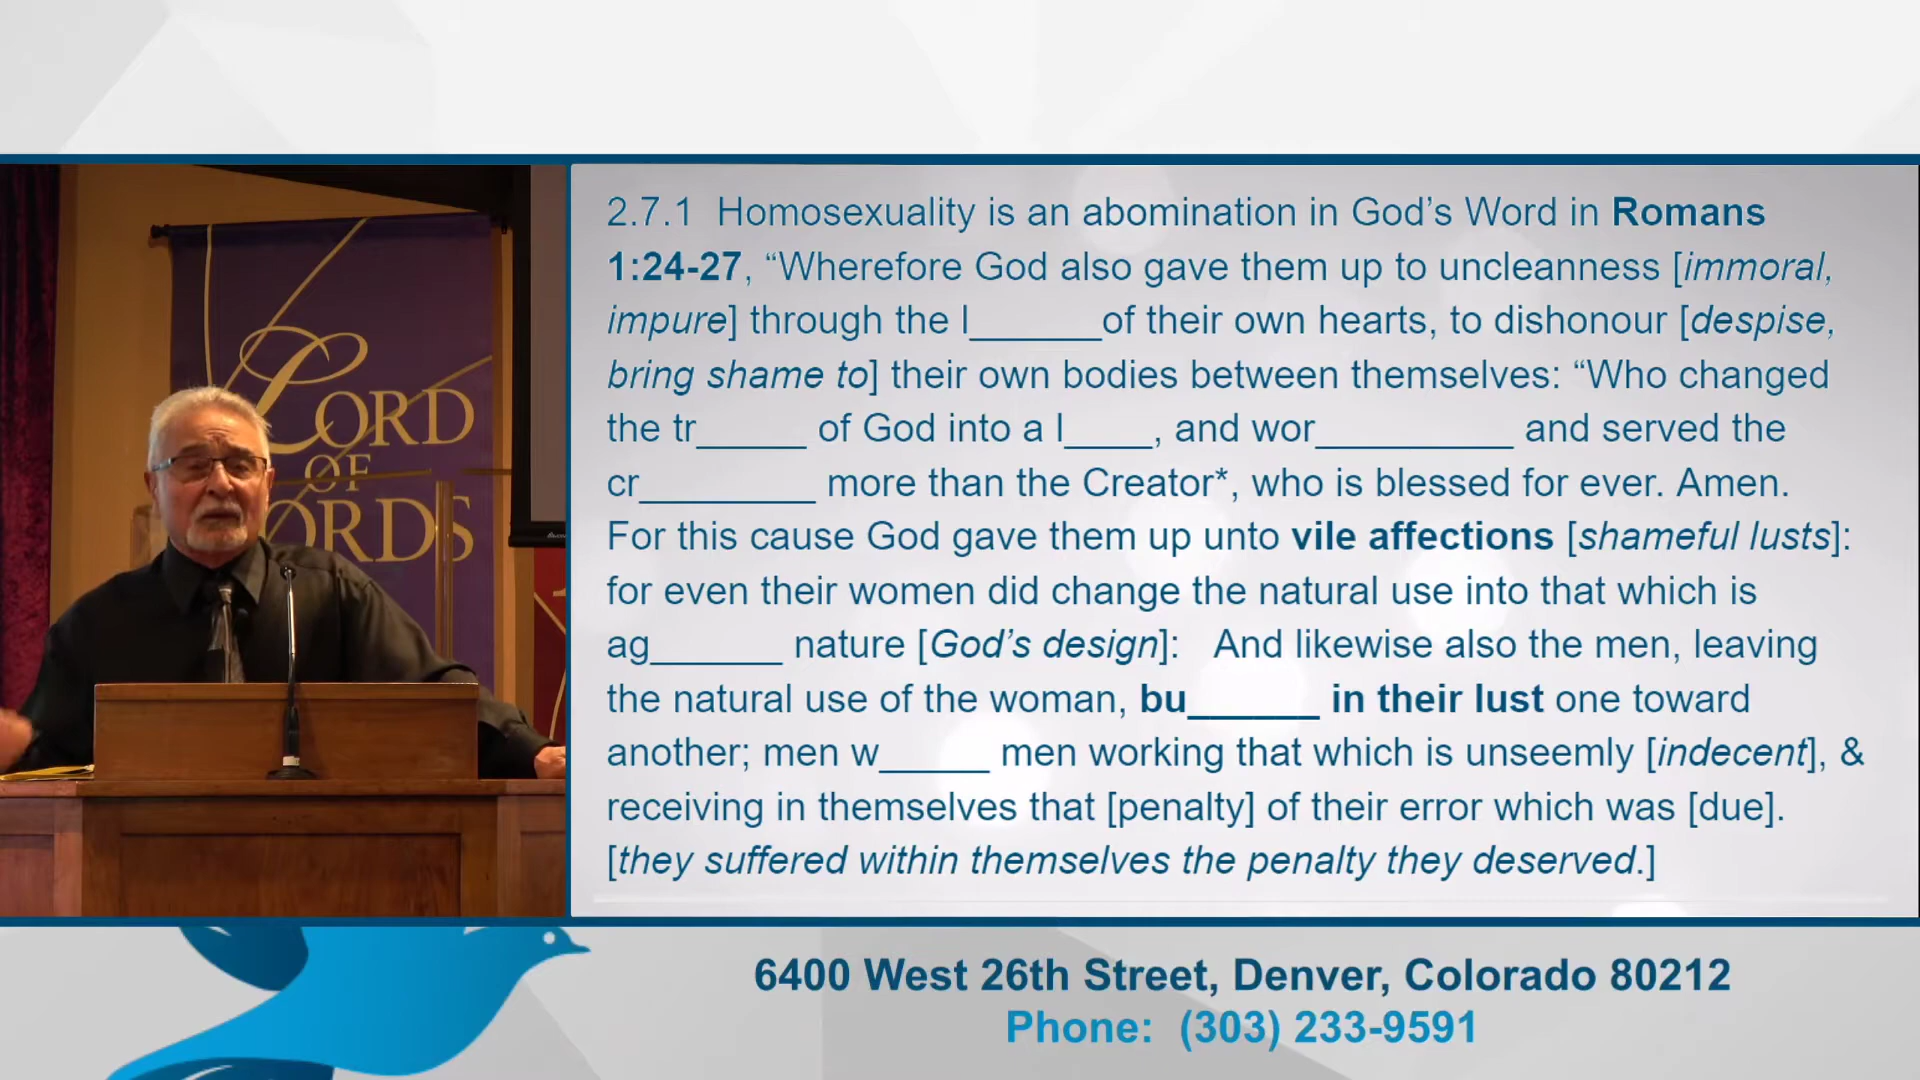 LORD
OF
LORDS
2.7.1 Homosexuality is an abomination in God’s Word in Romans
1:24-27, “Wherefore God also gave them up to uncleanness [immoral,
impure] through the l______of their own hearts, to dishonour [despise,
bring shame to] their own bodies between themselves: “Who changed
the tr_____ of God into a l____, and wor_________ and served the
cr________ more than the Creator*, who is blessed for ever. Amen.
For this cause God gave them up unto vile affections [shameful lusts]:
for even their women did change the natural use into that which is
ag______ nature [God’s design]: And likewise also the men, leaving
the natural use of the woman, bu______ in their lust one toward
another; men w_____ men working that which is unseemly [indecent], &
receiving in themselves that [penalty] of their error which was [due].
[they suffered within themselves the penalty they deserved.]
6400 West 26th Street, Denver, Colorado 80212
Phone: (303) 233-9591